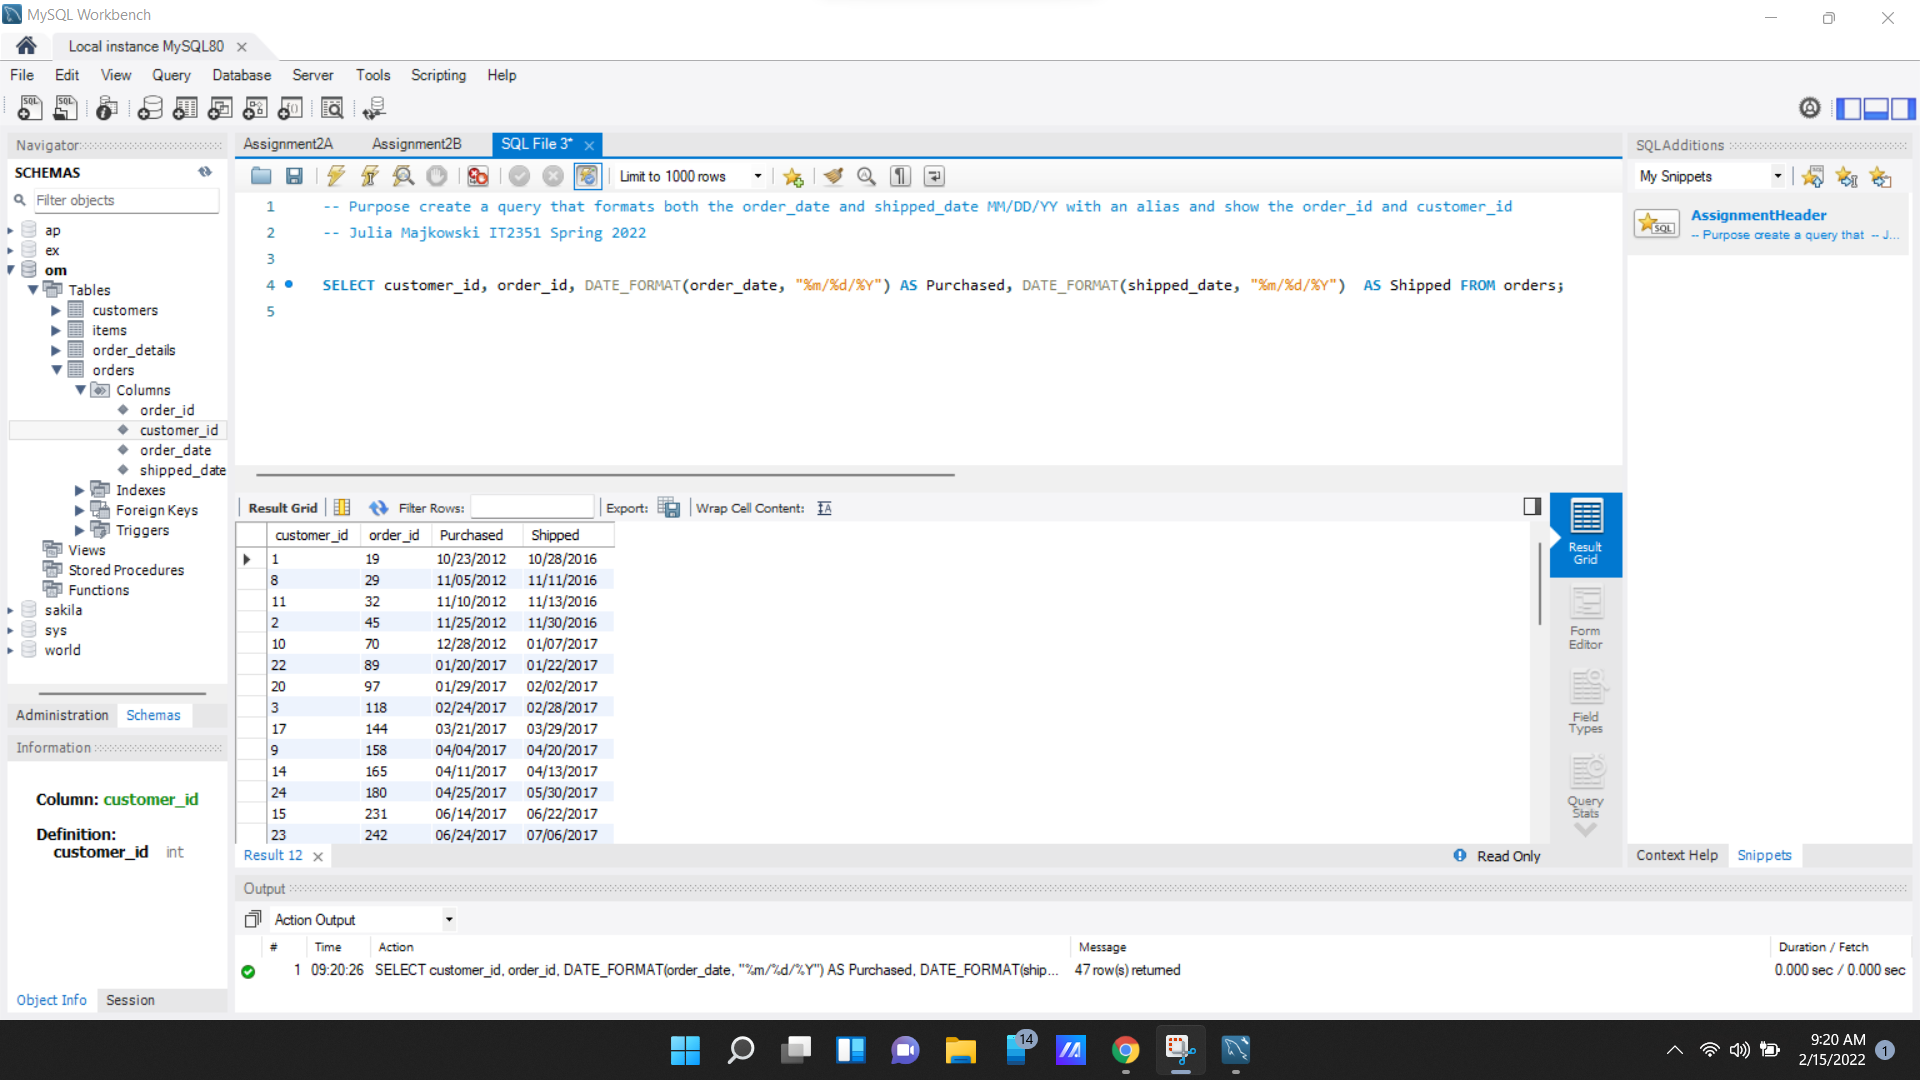 MySQL Workbench
Local instance MySQL80
File Edit View Query Database Server Tools Scripting Help
Navigator
SCHEMAS
Filter objects
ap
ex
om
Tables
customers
items
order_details
orders
Columns
order_id
customer_id
order_date
shipped_date
Indexes
Foreign Keys
Triggers
Views
Stored Procedures
Functions
sakila
sys
world
Administration Schemas
Information
Column: customer_id
Definition:
customer_id int
Object Info Session
Assignment2A Assignment2B SQL File 3*
Limit to 1000 rows
1 -- Purpose create a query that formats both the order_date and shipped_date MM/DD/YY with an alias and show the order_id and customer_id
2 -- Julia Majkowski IT2351 Spring 2022
3
4 SELECT customer_id, order_id, DATE_FORMAT(order_date, "%m/%d/%Y") AS Purchased, DATE_FORMAT(shipped_date, "%m/%d/%Y") AS Shipped FROM orders;
5
Result Grid Filter Rows: Export: Wrap Cell Content:
customer_id order_id Purchased Shipped
1 19 10/23/2012 10/28/2016
8 29 11/05/2012 11/11/2016
11 32 11/10/2012 11/13/2016
2 45 11/25/2012 11/30/2016
10 70 12/28/2012 01/07/2017
22 89 01/20/2017 01/22/2017
20 97 01/29/2017 02/02/2017
3 118 02/24/2017 02/28/2017
17 144 03/21/2017 03/29/2017
9 158 04/04/2017 04/20/2017
14 165 04/11/2017 04/13/2017
24 180 04/25/2017 05/30/2017
15 231 06/14/2017 06/22/2017
23 242 06/24/2017 07/06/2017
Result Grid
Form Editor
Field Types
Query Stats
Result 12
Read Only
Output
Action Output
# Time Action Message Duration / Fetch
1 09:20:26 SELECT customer_id, order_id, DATE_FORMAT(order_date, "%m/%d/%Y") AS Purchased, DATE_FORMAT(ship... 47 row(s) returned 0.000 sec / 0.000 sec
SQLAdditions
My Snippets
SQL
AssignmentHeader
-- Purpose create a query that -- J...
Context Help Snippets
14
9:20 AM
2/15/2022
1